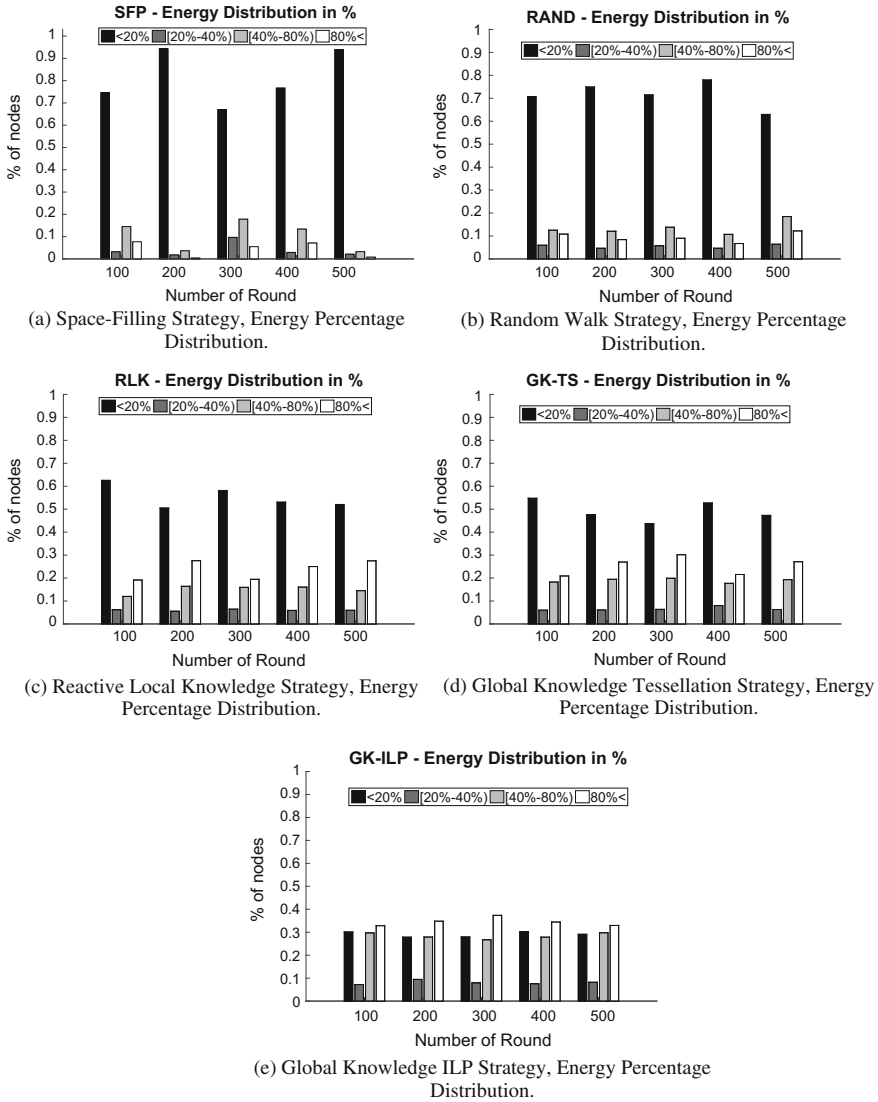 SFP - Energy Distribution in %
<20% [20%-40%) [40%-80%) 80%<
1
0.9
0.8
0.7
0.6
0.5
0.4
0.3
0.2
0.1
0
% of nodes
100 200 300 400 500
Number of Round
(a) Space-Filling Strategy, Energy Percentage
Distribution.
RAND - Energy Distribution in %
<20% [20%-40%) [40%-80%) 80%<
1
0.9
0.8
0.7
0.6
0.5
0.4
0.3
0.2
0.1
0
% of nodes
100 200 300 400 500
Number of Round
(b) Random Walk Strategy, Energy Percentage
Distribution.
RLK - Energy Distribution in %
<20% [20%-40%) [40%-80%) 80%<
1
0.9
0.8
0.7
0.6
0.5
0.4
0.3
0.2
0.1
0
% of nodes
100 200 300 400 500
Number of Round
(c) Reactive Local Knowledge Strategy, Energy
Percentage Distribution.
GK-TS - Energy Distribution in %
<20% [20%-40%) [40%-80%) 80%<
1
0.9
0.8
0.7
0.6
0.5
0.4
0.3
0.2
0.1
0
% of nodes
100 200 300 400 500
Number of Round
(d) Global Knowledge Tessellation Strategy, Energy
Percentage Distribution.
GK-ILP - Energy Distribution in %
<20% [20%-40%) [40%-80%) 80%<
1
0.9
0.8
0.7
0.6
0.5
0.4
0.3
0.2
0.1
0
% of nodes
100 200 300 400 500
Number of Round
(e) Global Knowledge ILP Strategy, Energy Percentage
Distribution.